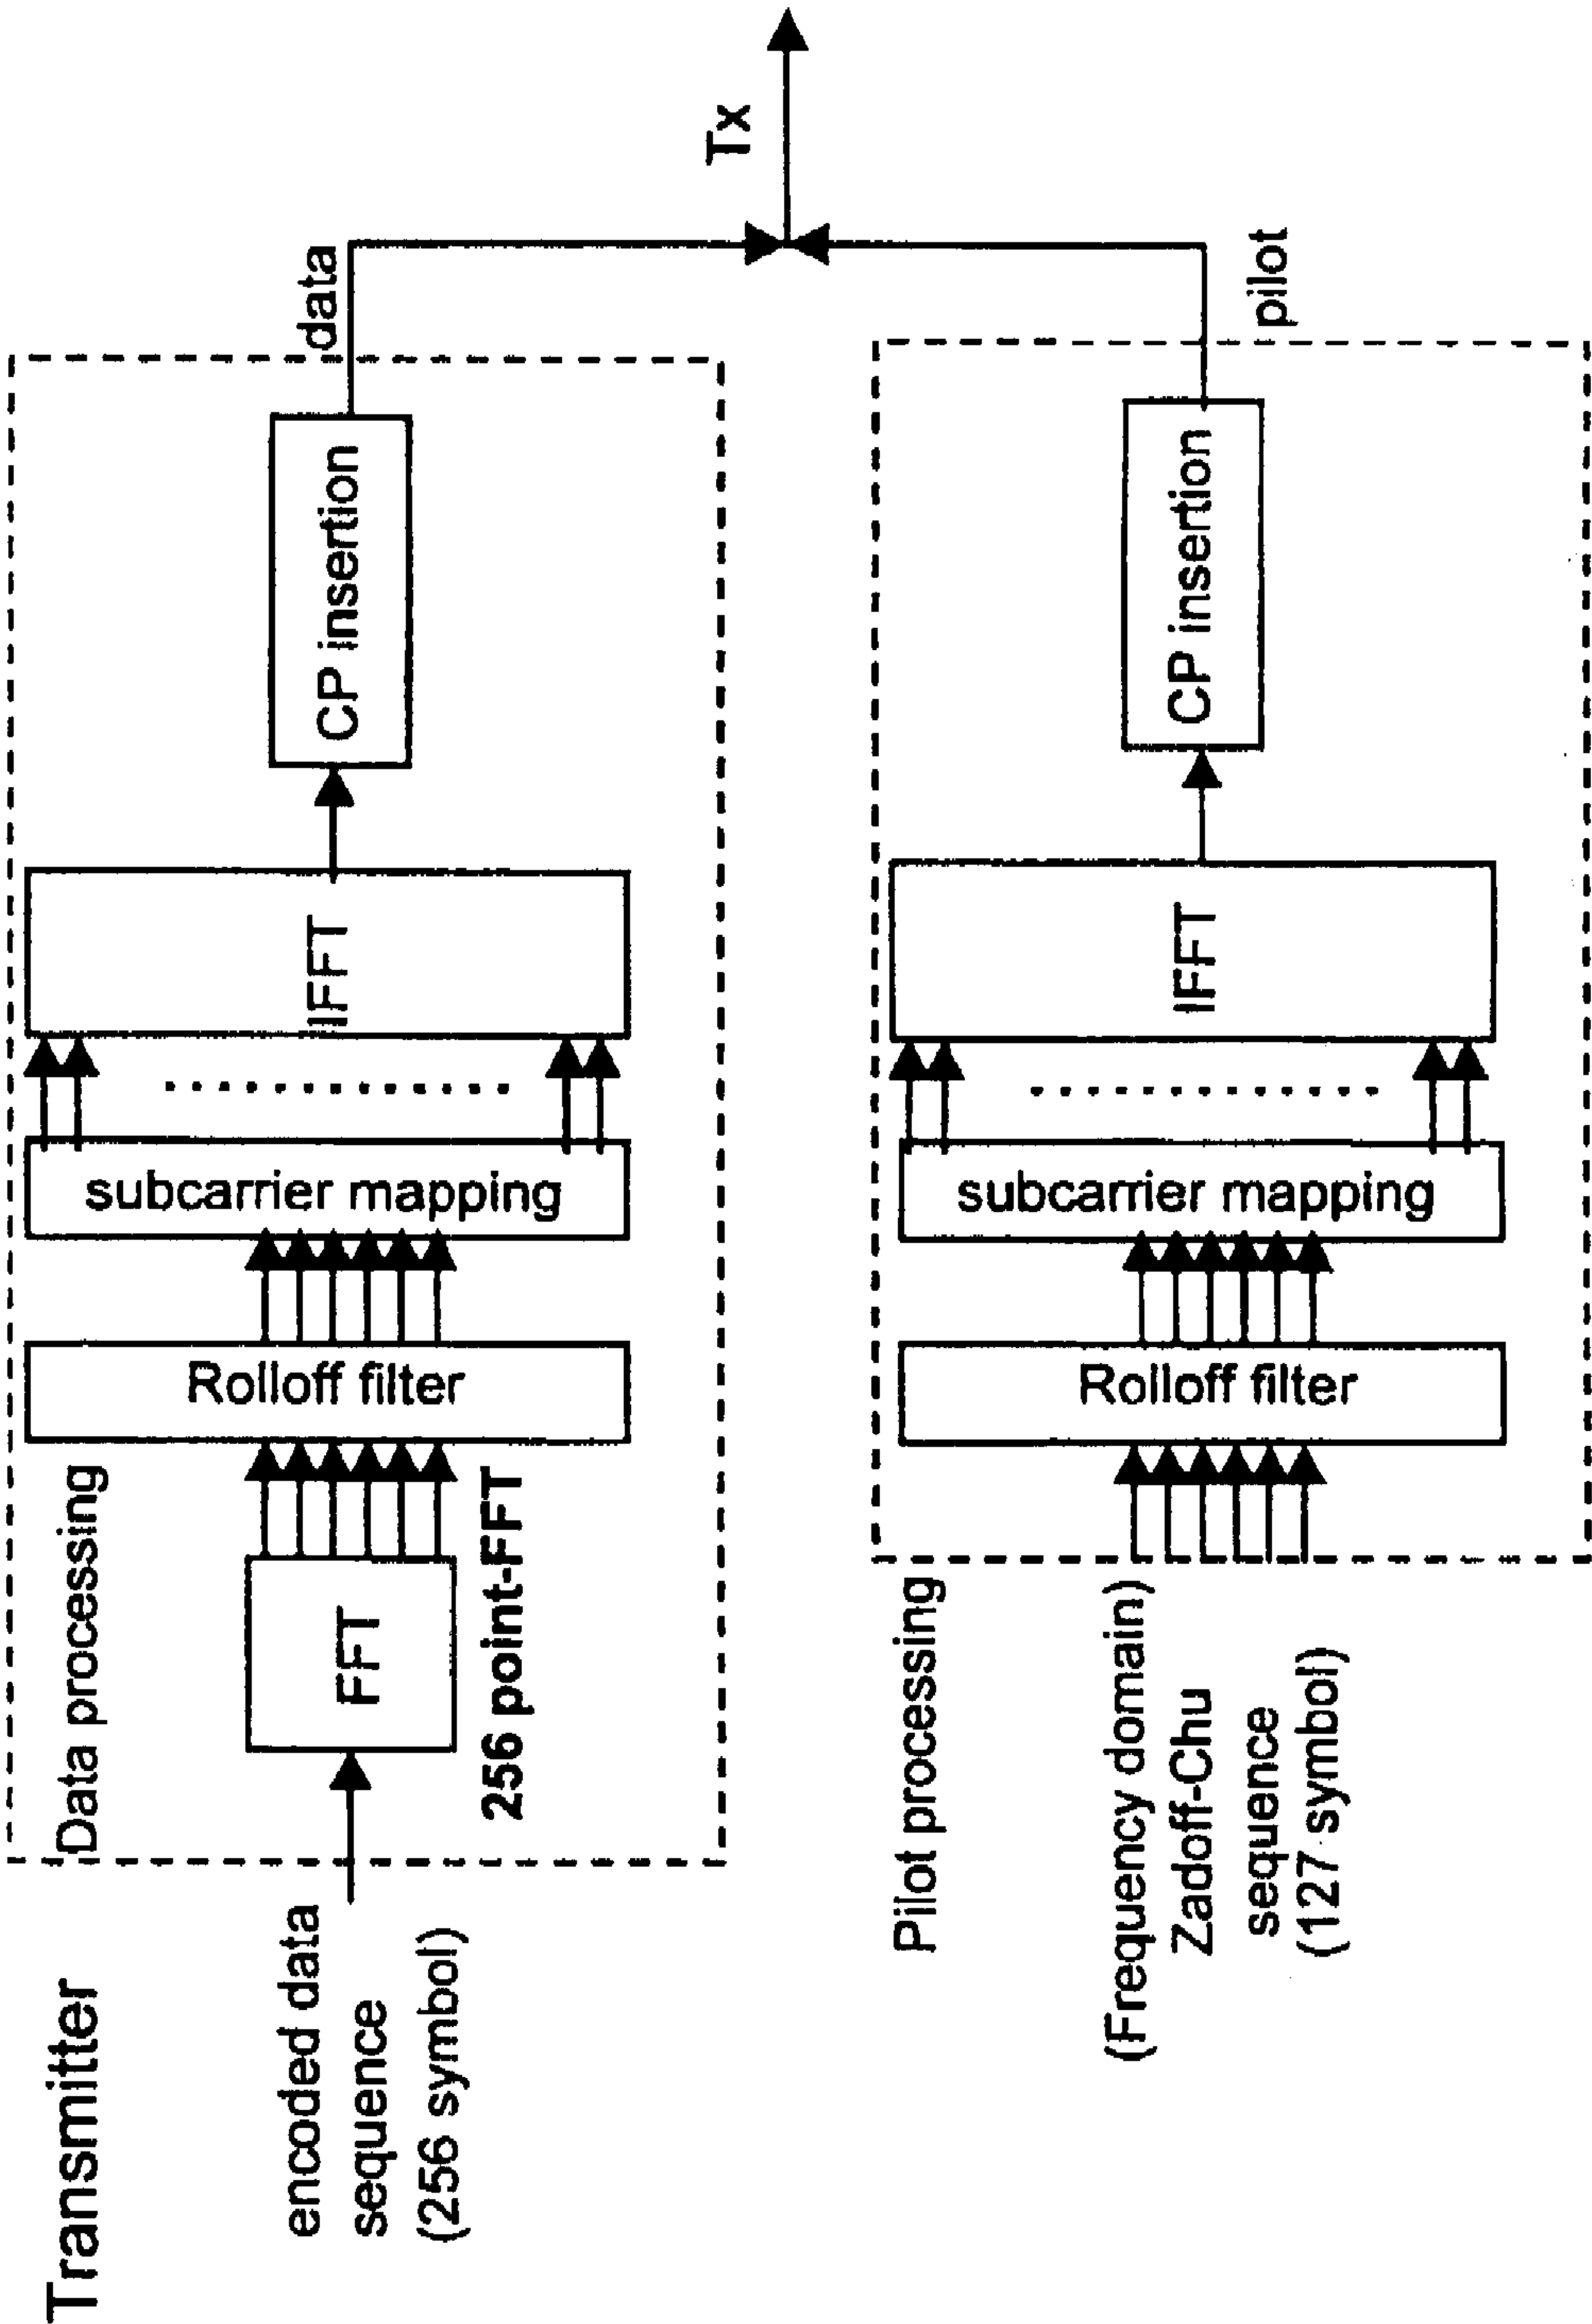 Transmitter
Data processing
encoded data
sequence
(256 symbol)
FFT
256 point-FFT
Rolloff filter
subcarrier mapping
IFFT
CP insertion
data
Tx
Pilot processing
(Frequency domain)
Zadoff-Chu
sequence
(127 symbol)
Rolloff filter
subcarrier mapping
IFFT
CP insertion
pilot